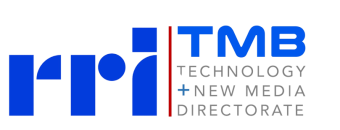 rri
TMB
TECHNOLOGY
+NEW MEDIA
DIRECTORATE